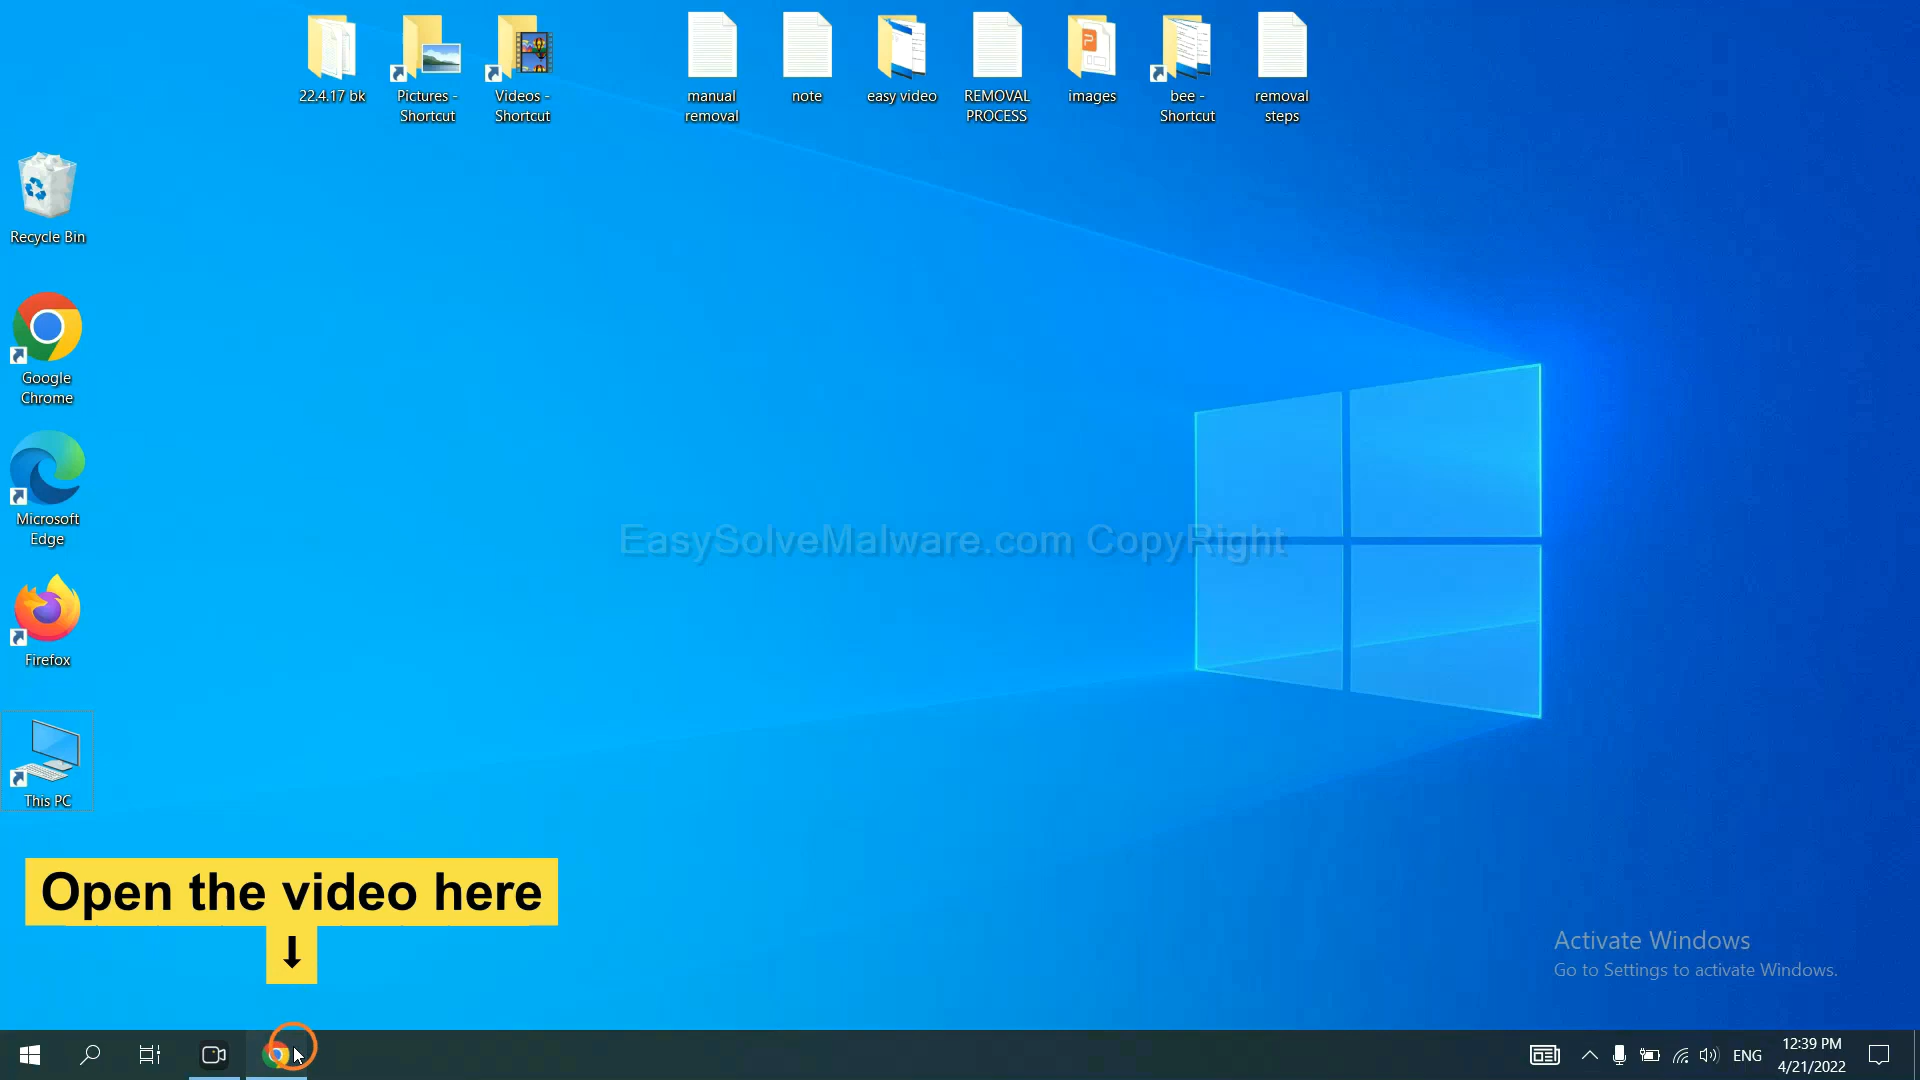 22.4.17 bk
Pictures -
Shortcut
Videos -
Shortcut
manual
removal
note
easy video
REMOVAL
PROCESS
images
bee -
Shortcut
removal
steps
Recycle Bin
Google
Chrome
Microsoft
Edge
Firefox
This PC
EasySolveMalware.com CopyRight
Open the video here
Activate Windows
Go to Settings to activate Windows.
ENG
12:39 PM
4/21/2022